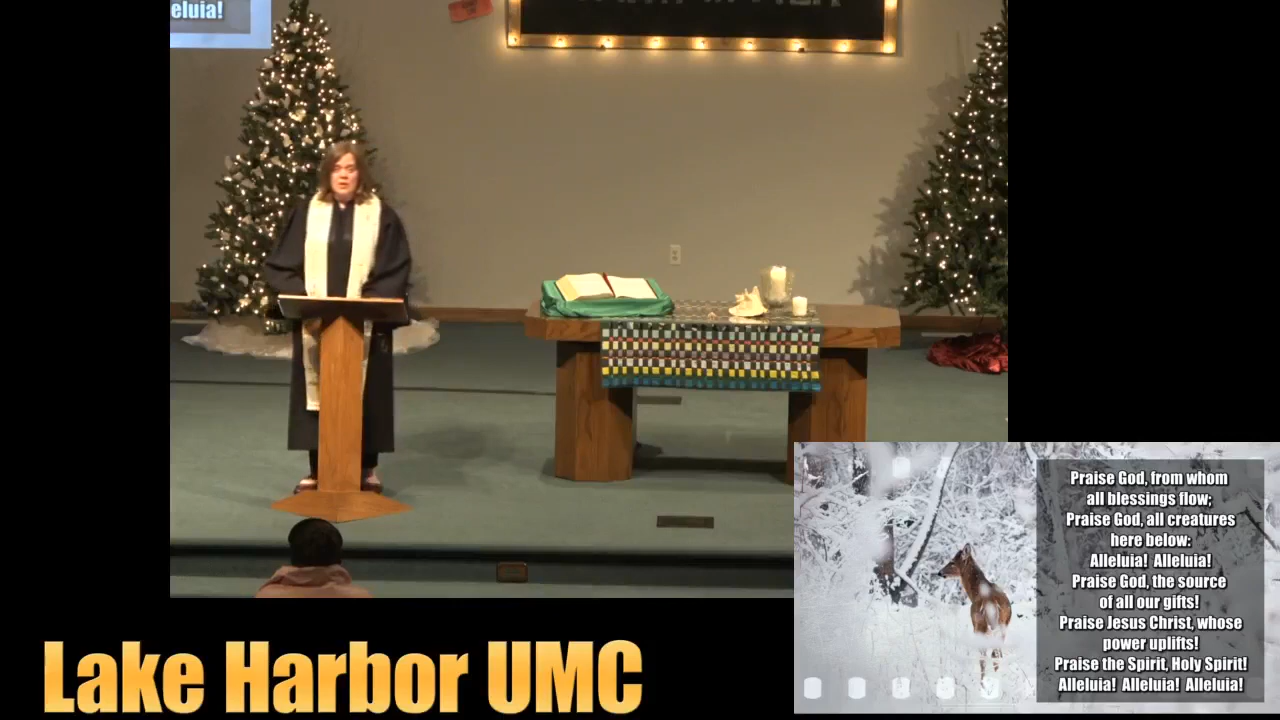 eluia!
Praise God, from whom
all blessings flow;
Praise God, all creatures
here below:
Alleluia! Alleluia!
Praise God, the source
of all our gifts!
Praise Jesus Christ, whose
power uplifts!
Praise the Spirit, Holy Spirit!
Alleluia! Alleluia! Alleluia!
Lake Harbor UMC